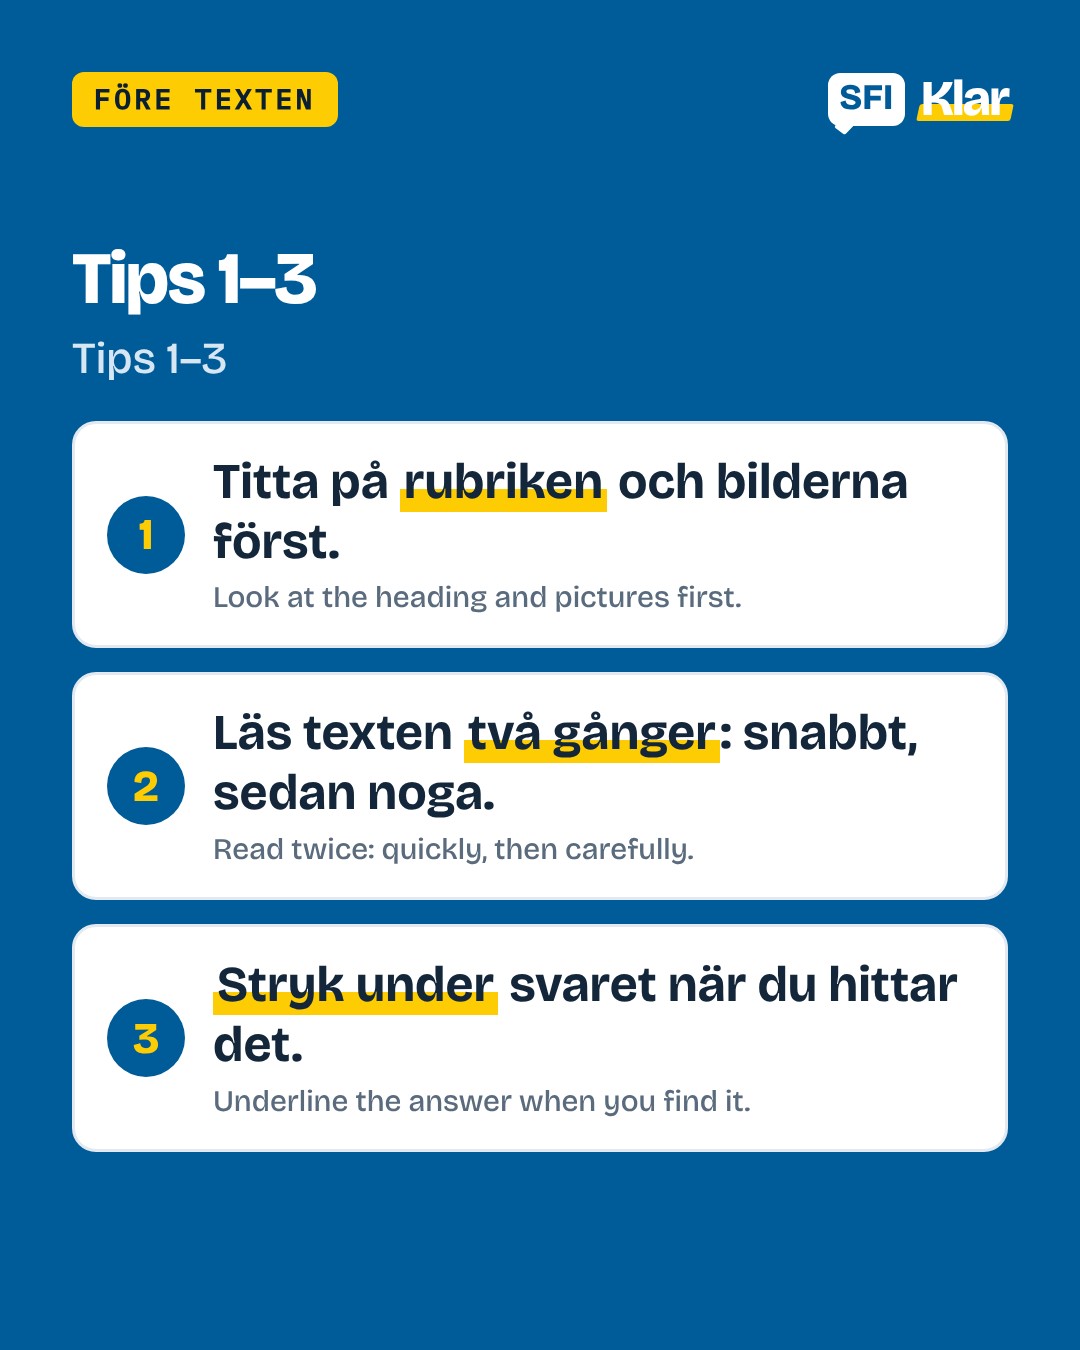 FÖRE TEXTEN
SFI Klar
Tips 1–3
Tips 1–3
1
Titta på rubriken och bilderna
först.
Look at the heading and pictures first.
2
Läs texten två gånger: snabbt,
sedan noga.
Read twice: quickly, then carefully.
3
Stryk under svaret när du hittar
det.
Underline the answer when you find it.